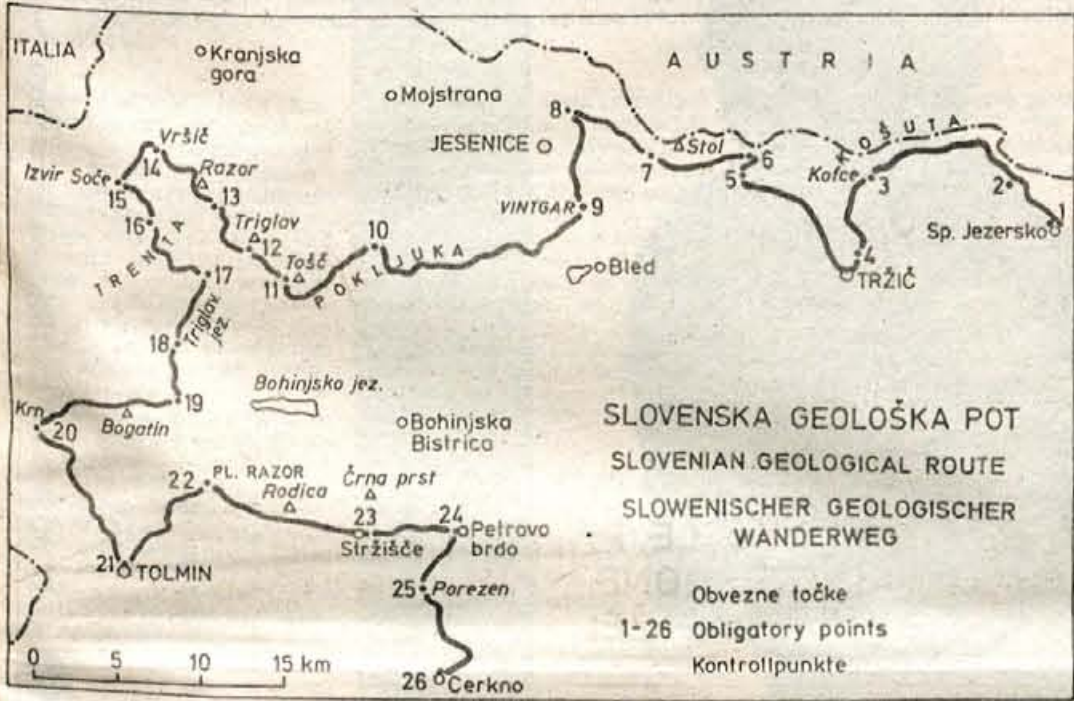 ITALIA
Kranjska
gora
AUSTRIA
Mojstrana
8
KOŠUTA
Vršič
14
JESENICE
Stol
6
Razor
7
Kofce
3
2
Izvir Soče
15
13
5
1
16
VINTGAR
9
Sp. Jezersko
Triglav
12
10
TRENTA
Tošč
4
17
11
POKLJUKA
Bled
TRŽIČ
18
Triglav.
jez.
Bohinjsko jez.
19
Krn
20
Bogatin
Bohinjska
Bistrica
SLOVENSKA GEOLOŠKA POT
SLOVENIAN GEOLOGICAL ROUTE
SLOWENISCHER GEOLOGISCHER
WANDERWEG
22
PL. RAZOR
Rodica
Črna prst
23
Stržišče
24
Petrovo
brdo
21
TOLMIN
25
Porezen
Obvezne točke
1-26 Obligatory points
Kontrollpunkte
0 5 10 15 km
26
Cerkno